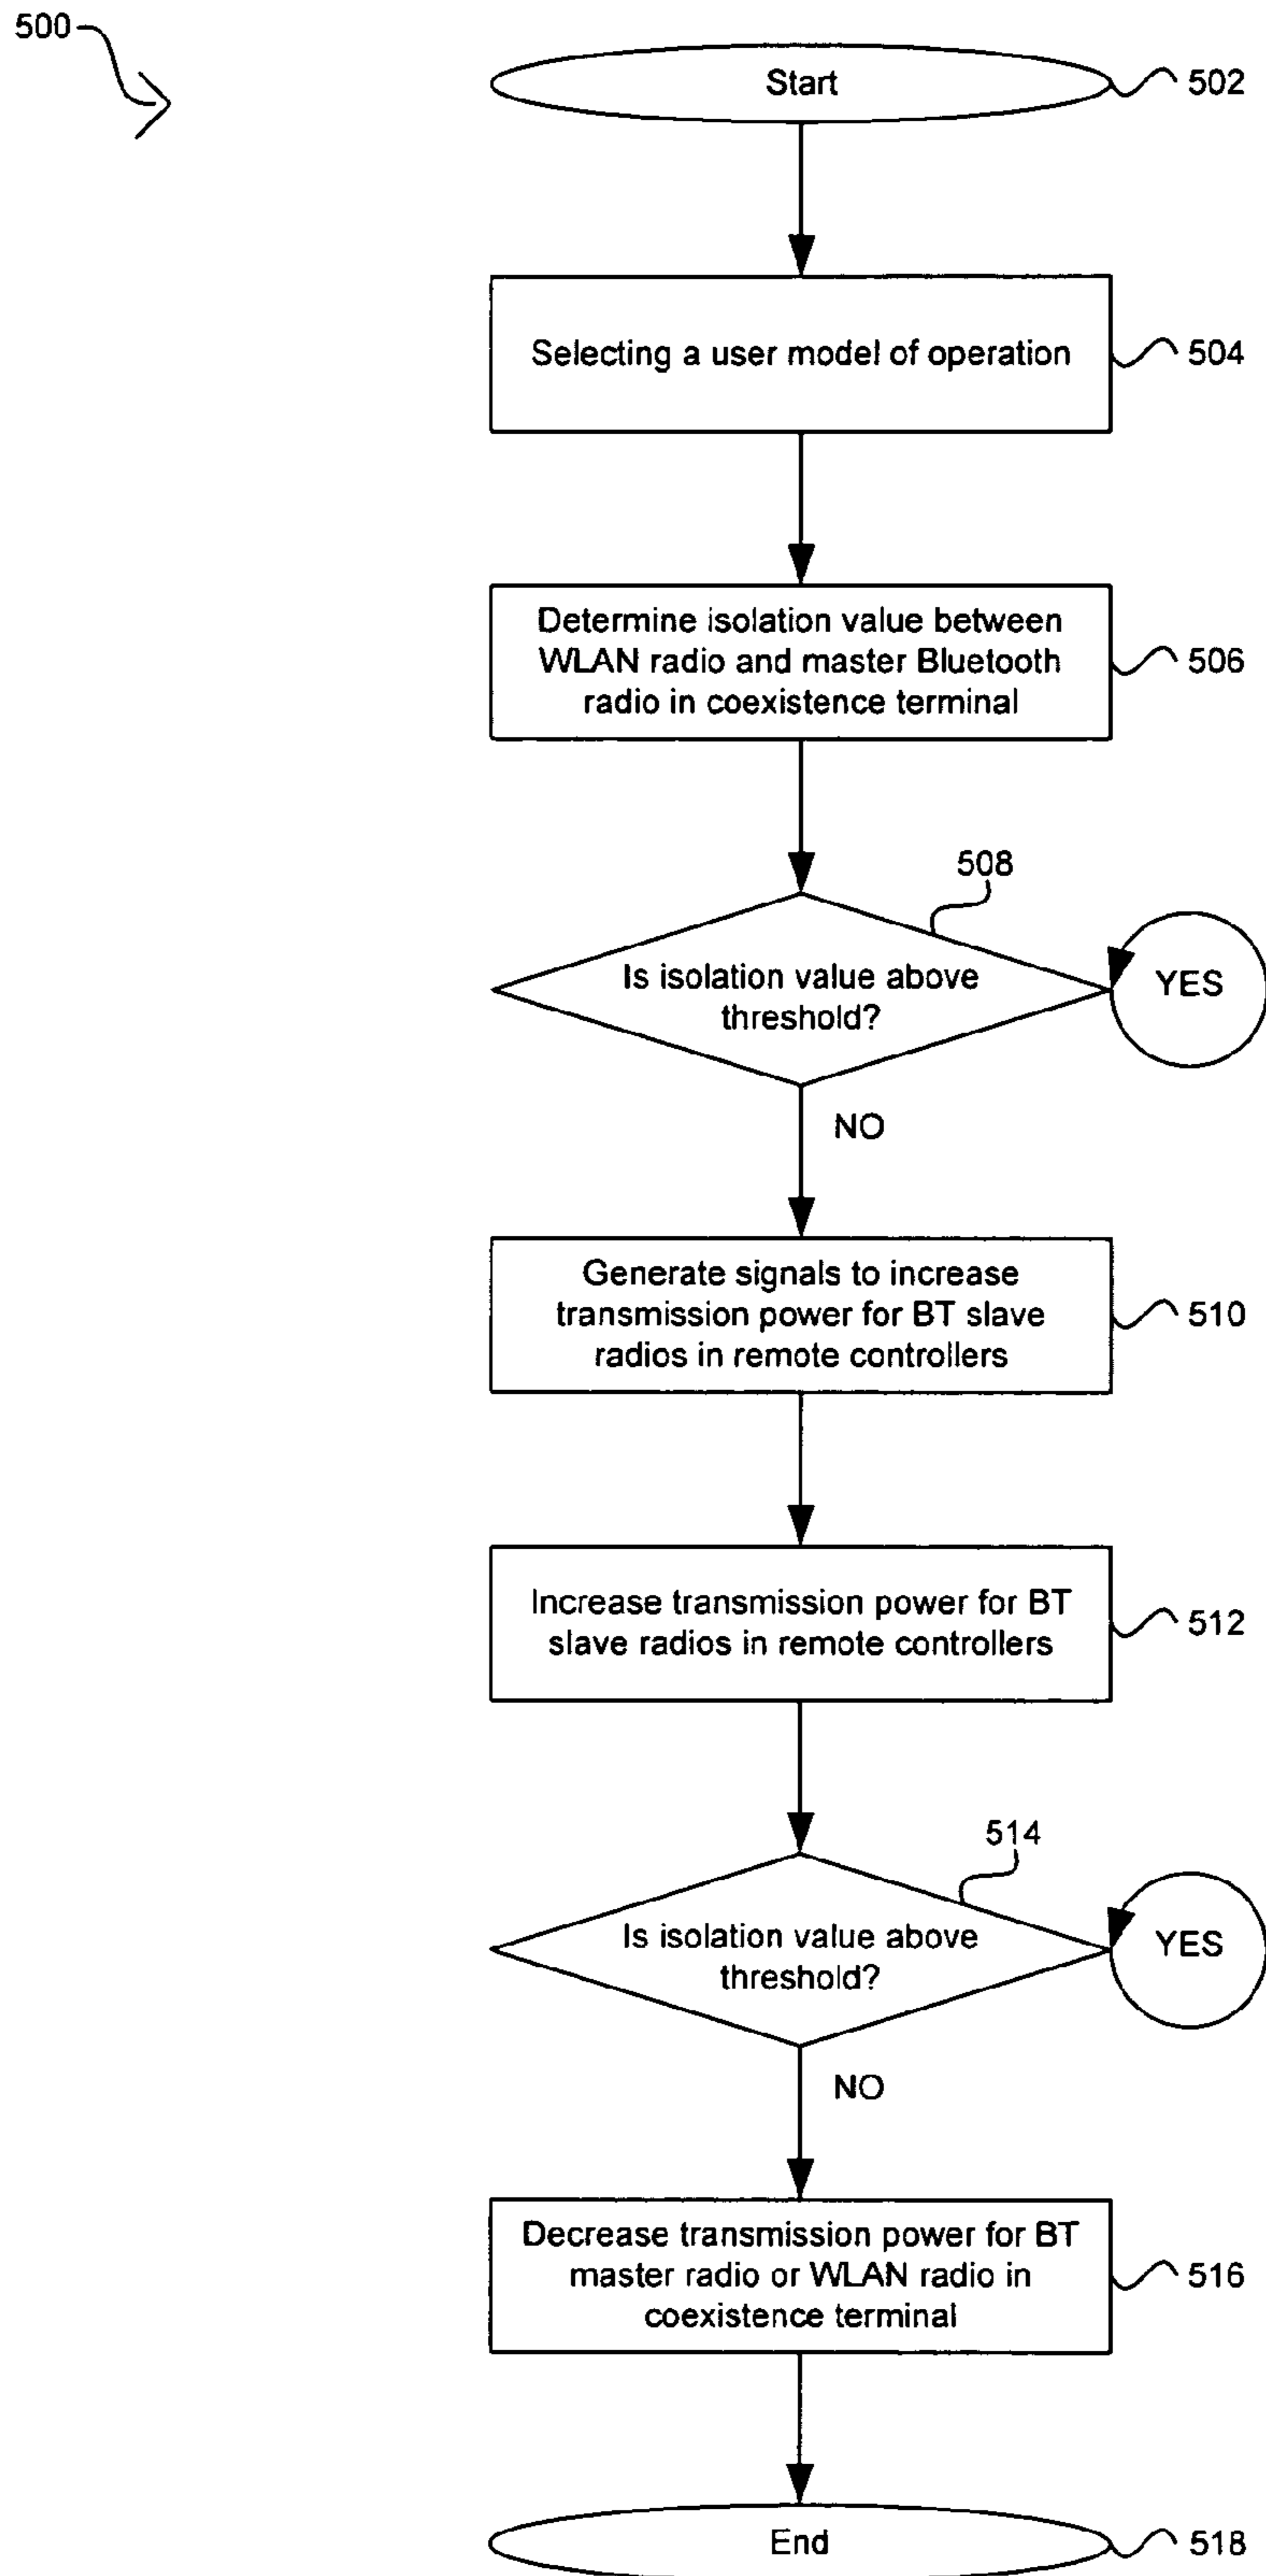 500
Start
502
Selecting a user model of operation
504
Determine isolation value between
WLAN radio and master Bluetooth
radio in coexistence terminal
506
508
Is isolation value above
threshold?
YES
NO
Generate signals to increase
transmission power for BT slave
radios in remote controllers
510
Increase transmission power for BT
slave radios in remote controllers
512
514
Is isolation value above
threshold?
YES
NO
Decrease transmission power for BT
master radio or WLAN radio in
coexistence terminal
516
End
518